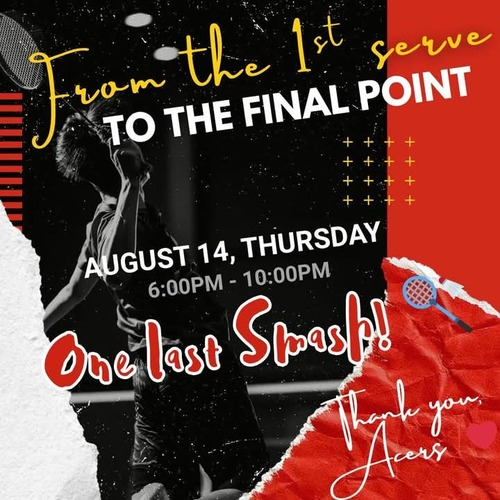 From the 1st serve
TO THE FINAL POINT
AUGUST 14, THURSDAY
6:00PM - 10:00PM
One last Smash!
Thank you,
Acers